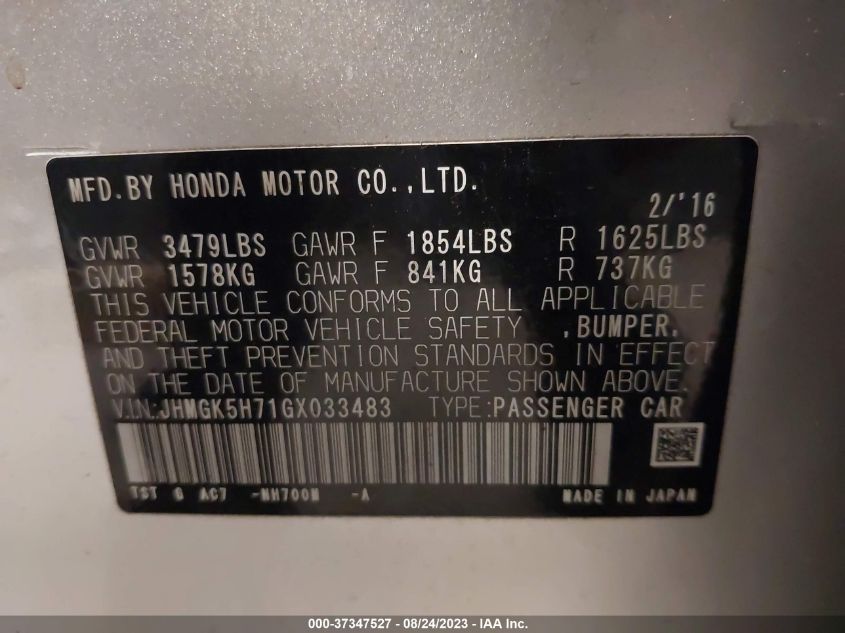 MFD.BY HONDA MOTOR CO.,LTD. 2/'16
GVWR 3479LBS GAWR F 1854LBS R 1625LBS
GVWR 1578KG GAWR F 841KG R 737KG
THIS VEHICLE CONFORMS TO ALL APPLICABLE
FEDERAL MOTOR VEHICLE SAFETY ,BUMPER,
AND THEFT PREVENTION STANDARDS IN EFFECT
ON THE DATE OF MANUFACTURE SHOWN ABOVE.
V.I.N:JHMGK5H71GX033483 TYPE:PASSENGER CAR
TST G AC7 -NH700M -A MADE IN JAPAN
000-37347527 - 08/24/2023 - IAA Inc.